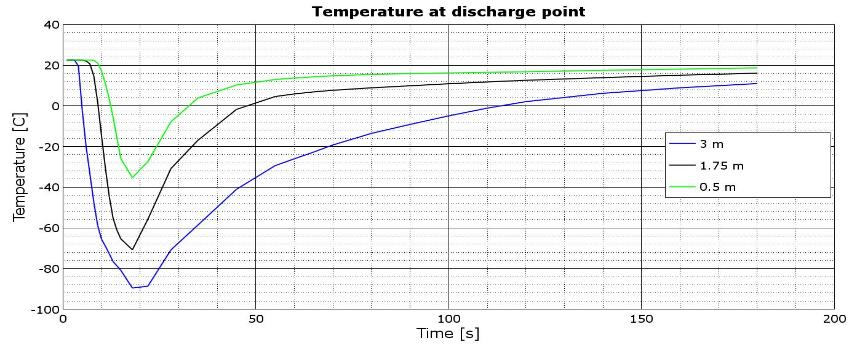 Temperature at discharge point
40
20
0
-20
-40
-60
-80
-100
Temperature [C]
3 m
1.75 m
0.5 m
0
50
100
150
200
Time [s]